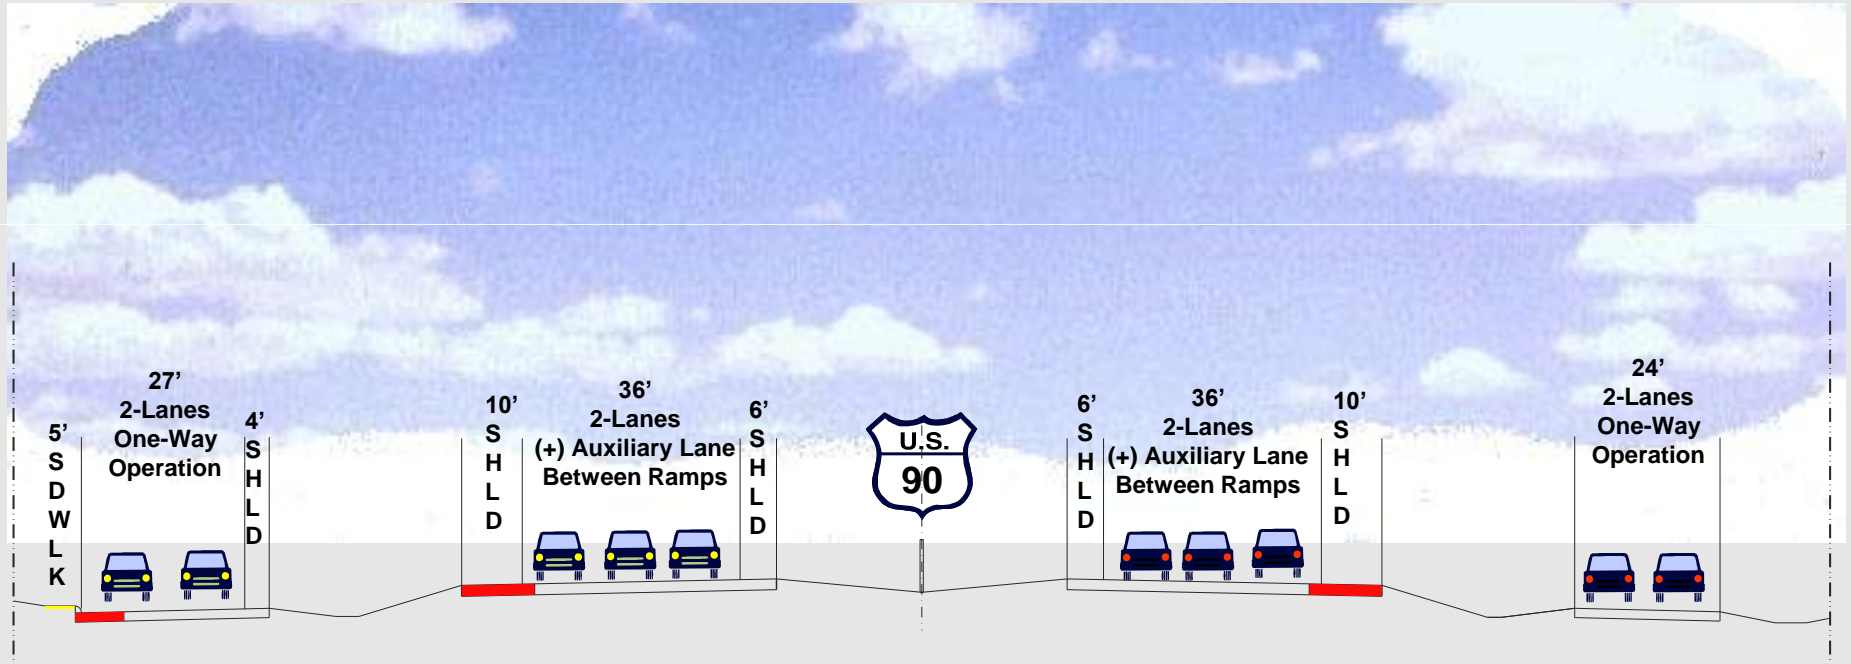 5’
S
D
W
L
K
27’
2-Lanes
One-Way
Operation
4’
S
H
L
D
10’
S
H
L
D
36’
2-Lanes
(+) Auxiliary Lane
Between Ramps
6’
S
H
L
D
U.S.
90
6’
S
H
L
D
36’
2-Lanes
(+) Auxiliary Lane
Between Ramps
10’
S
H
L
D
24’
2-Lanes
One-Way
Operation